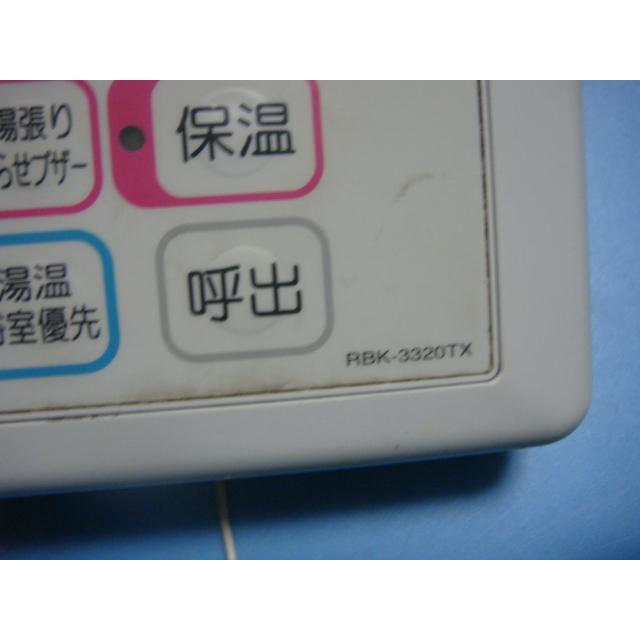 湯張り
らせブザー
保温
湯温
室優先
呼出
RBK-3320TX